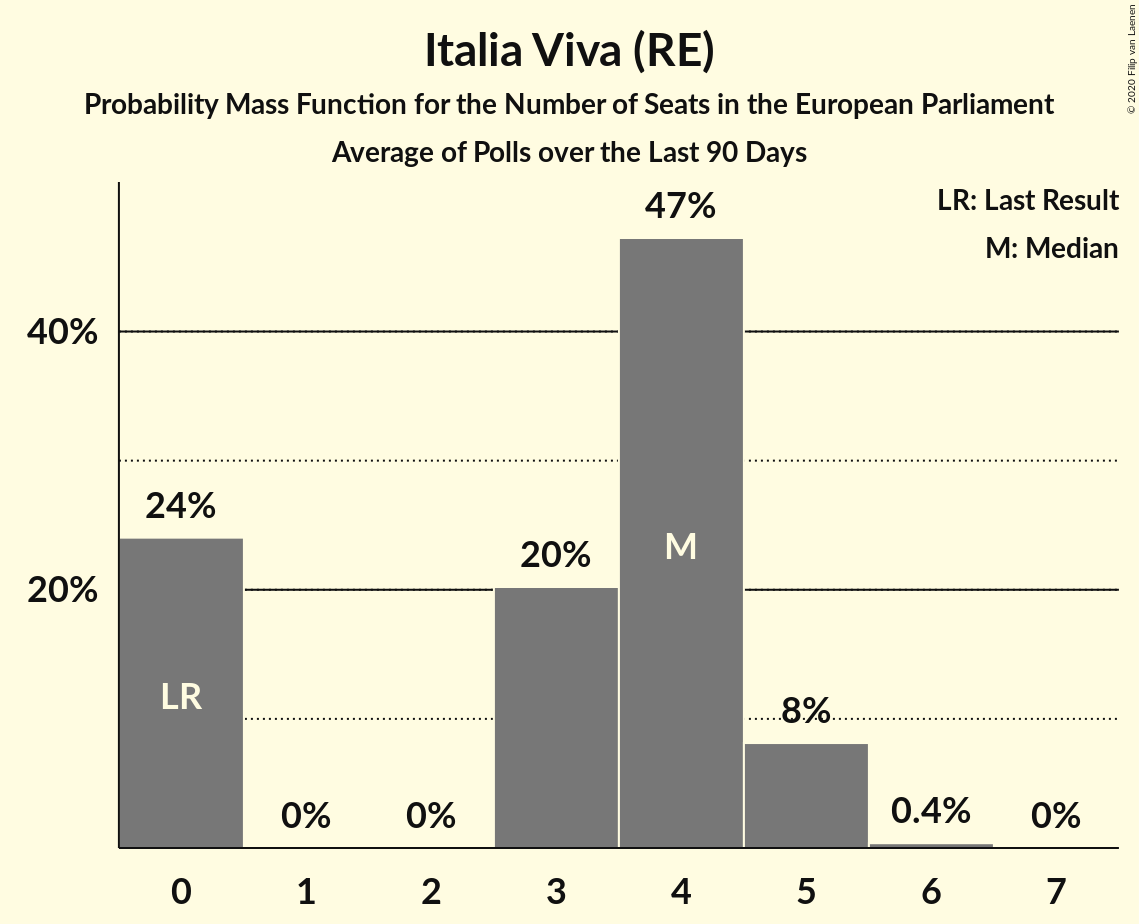 Italia Viva (RE)
Probability Mass Function for the Number of Seats in the European Parliament
Average of Polls over the Last 90 Days
© 2020 Filip van Laenen
LR: Last Result
M: Median
47%
40%
24%
20%
M
20%
LR
8%
0%
0%
0.4%
0%
0 1 2 3 4 5 6 7